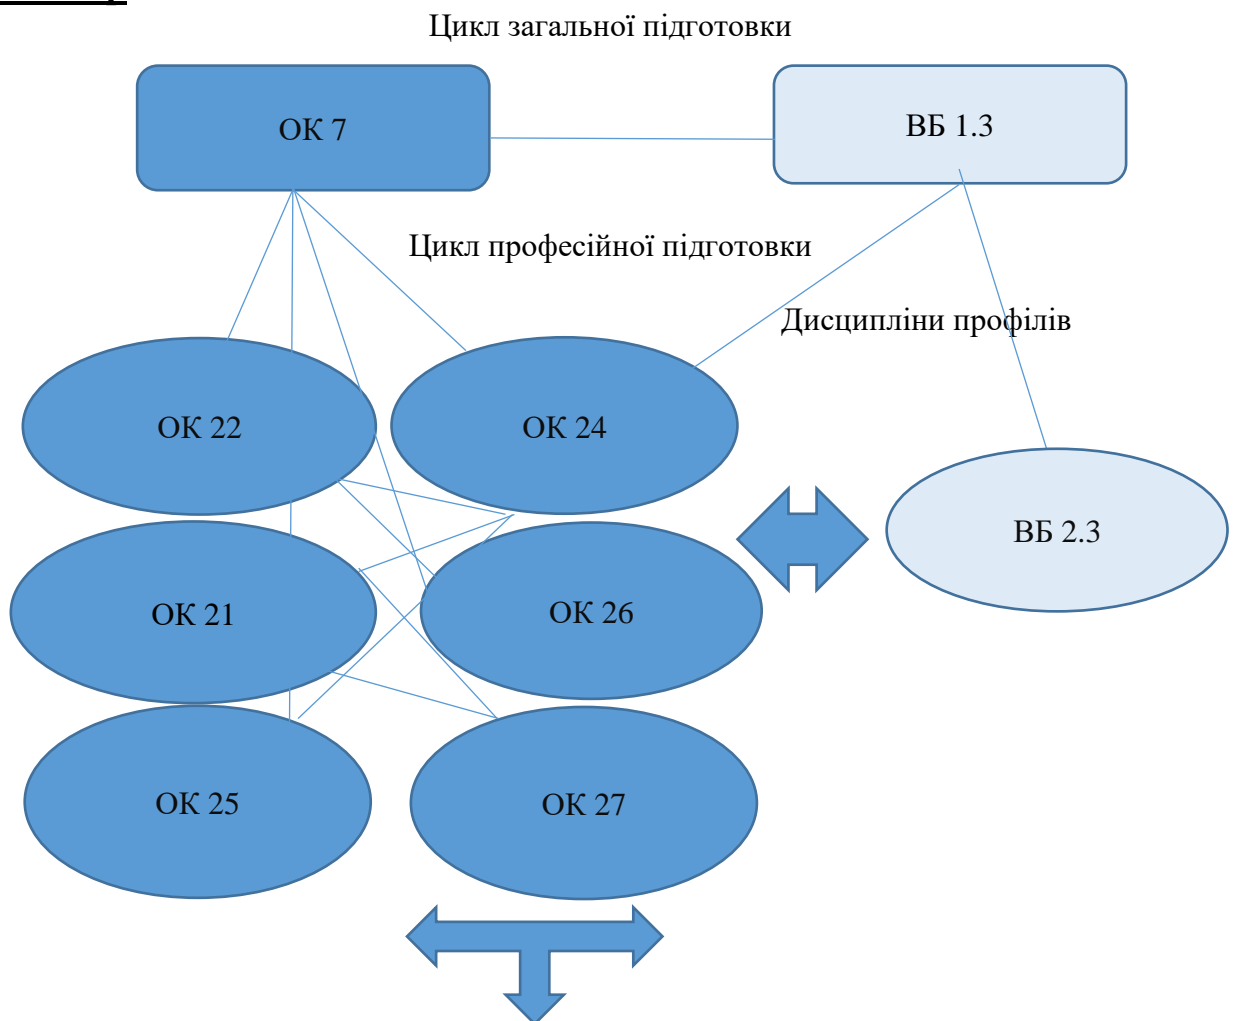 Цикл загальної підготовки
ОК 7
ВБ 1.3
Цикл професійної підготовки
Дисципліни профілів
ОК 22
ОК 24
ВБ 2.3
ОК 21
ОК 26
ОК 25
ОК 27